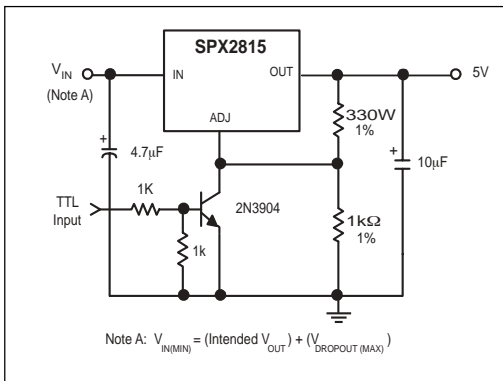 SPX2815
V_IN
(Note A)
IN
OUT
5V
ADJ
330W
1%
+
4.7µF
+
10µF
1K
TTL
Input
2N3904
1kΩ
1%
1k
Note A: V_IN(MIN) = (Intended V_OUT) + (V_DROPOUT (MAX))